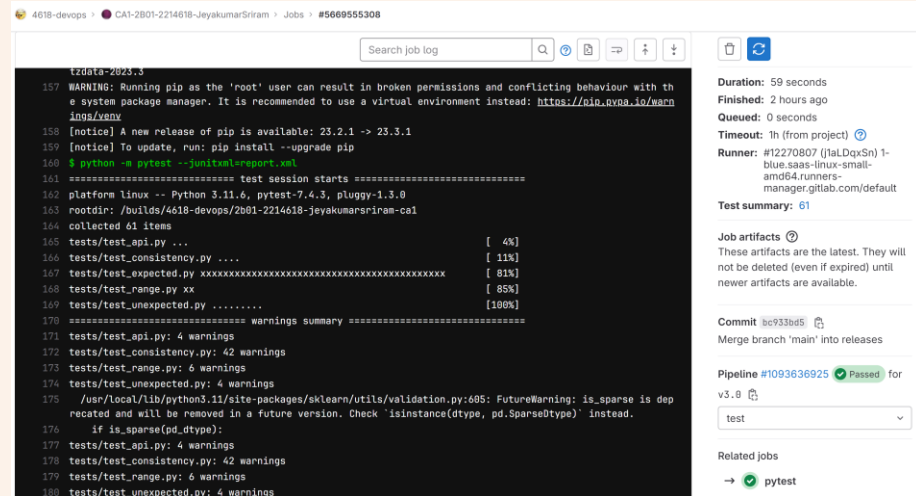 4618-devops > CA1-2B01-2214618-JeyakumarSriram > Jobs > #5669555308
Search job log
tzdata-2023.3
157 WARNING: Running pip as the 'root' user can result in broken permissions and conflicting behaviour with th
e system package manager. It is recommended to use a virtual environment instead: https://pip.pypa.io/warn
ings/venv
158 [notice] A new release of pip is available: 23.2.1 -> 23.3.1
159 [notice] To update, run: pip install --upgrade pip
160 $ python -m pytest --junitxml=report.xml
161 ============================= test session starts ==============================
162 platform linux -- Python 3.11.6, pytest-7.4.3, pluggy-1.3.0
163 rootdir: /builds/4618-devops/2b01-2214618-jeyakumarsriram-ca1
164 collected 61 items
165 tests/test_api.py ... [ 4%]
166 tests/test_consistency.py .... [ 11%]
167 tests/test_expected.py xxxxxxxxxxxxxxxxxxxxxxxxxxxxxxxxxxxxxxxxxxx [ 81%]
168 tests/test_range.py xx [ 85%]
169 tests/test_unexpected.py ......... [100%]
170 =============================== warnings summary ===============================
171 tests/test_api.py: 4 warnings
172 tests/test_consistency.py: 42 warnings
173 tests/test_range.py: 6 warnings
174 tests/test_unexpected.py: 4 warnings
175 /usr/local/lib/python3.11/site-packages/sklearn/utils/validation.py:605: FutureWarning: is_sparse is dep
recated and will be removed in a future version. Check `isinstance(dtype, pd.SparseDtype)` instead.
176 if is_sparse(pd_dtype):
177 tests/test_api.py: 4 warnings
178 tests/test_consistency.py: 42 warnings
179 tests/test_range.py: 6 warnings
180 tests/test_unexpected.py: 4 warnings
Duration: 59 seconds
Finished: 2 hours ago
Queued: 0 seconds
Timeout: 1h (from project)
Runner: #12270807 (j1aLDqxSn) 1-
blue.saas-linux-small-
amd64.runners-
manager.gitlab.com/default
Test summary: 61
Job artifacts
These artifacts are the latest. They will
not be deleted (even if expired) until
newer artifacts are available.
Commit bc933bd5
Merge branch 'main' into releases
Pipeline #1093636925 Passed for
v3.0
test
Related jobs
→ pytest